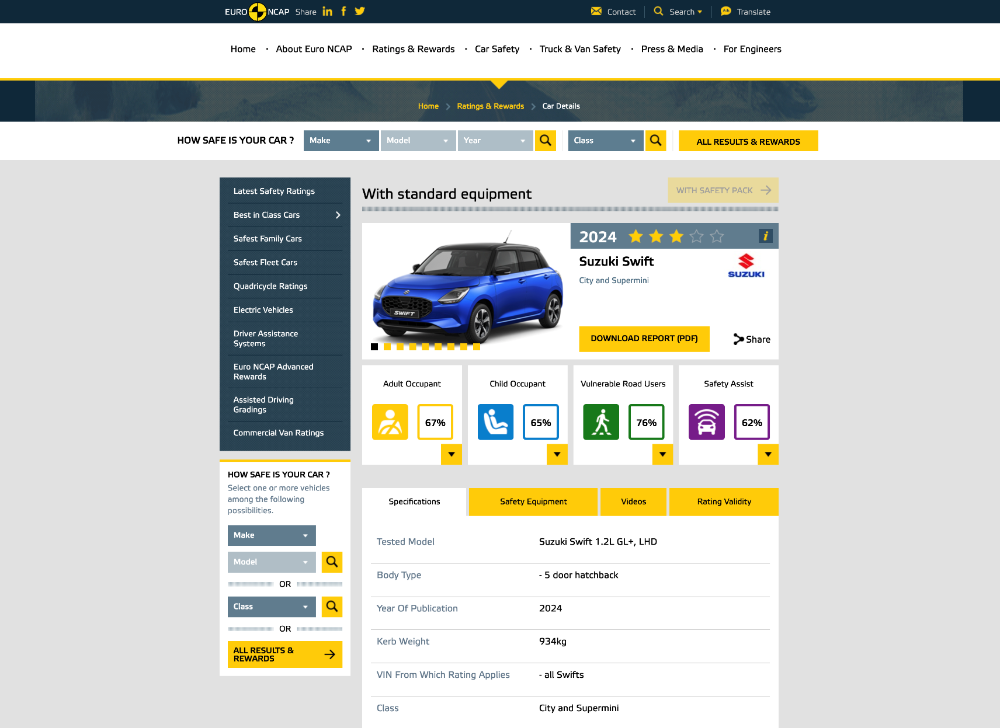 EURO NCAP Share in f Contact Search Translate
Home · About Euro NCAP · Ratings & Rewards · Car Safety · Truck & Van Safety · Press & Media · For Engineers
Home Ratings & Rewards Car Details
HOW SAFE IS YOUR CAR ? Make Model Year Class ALL RESULTS & REWARDS
Latest Safety Ratings
Best in Class Cars
Safest Family Cars
Safest Fleet Cars
Quadricycle Ratings
Electric Vehicles
Driver Assistance
Systems
Euro NCAP Advanced
Rewards
Assisted Driving
Gradings
Commercial Van Ratings
HOW SAFE IS YOUR CAR ?
Select one or more vehicles
among the following
possibilities.
Make
Model
OR
Class
OR
ALL RESULTS &
REWARDS
With standard equipment
WITH SAFETY PACK
SWIFT
2024
i
Suzuki Swift
SUZUKI
City and Supermini
DOWNLOAD REPORT (PDF)
Share
Adult Occupant
67%
Child Occupant
65%
Vulnerable Road Users
76%
Safety Assist
62%
Specifications Safety Equipment Videos Rating Validity
Tested Model Suzuki Swift 1.2L GL+, LHD
Body Type - 5 door hatchback
Year Of Publication 2024
Kerb Weight 934kg
VIN From Which Rating Applies - all Swifts
Class City and Supermini